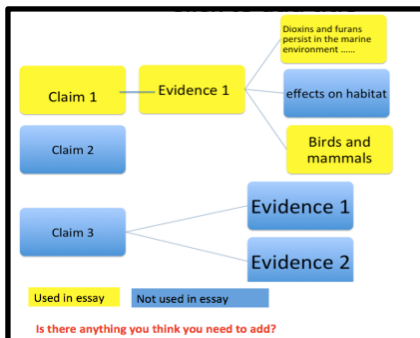 Dioxins and furans
persist in the marine
environment ......
Claim 1
Evidence 1
effects on habitat
Birds and
mammals
Claim 2
Claim 3
Evidence 1
Evidence 2
Used in essay
Not used in essay
Is there anything you think you need to add?